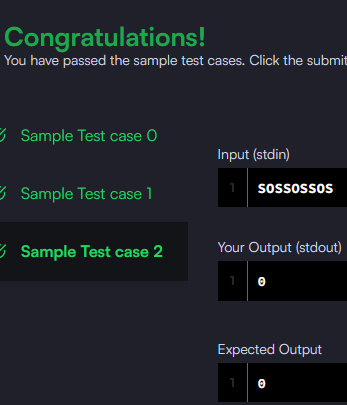 Congratulations!
You have passed the sample test cases. Click the submit
Sample Test case 0
Sample Test case 1
Sample Test case 2
Input (stdin)
1 SOSSOSSOS
Your Output (stdout)
1 0
Expected Output
1 0